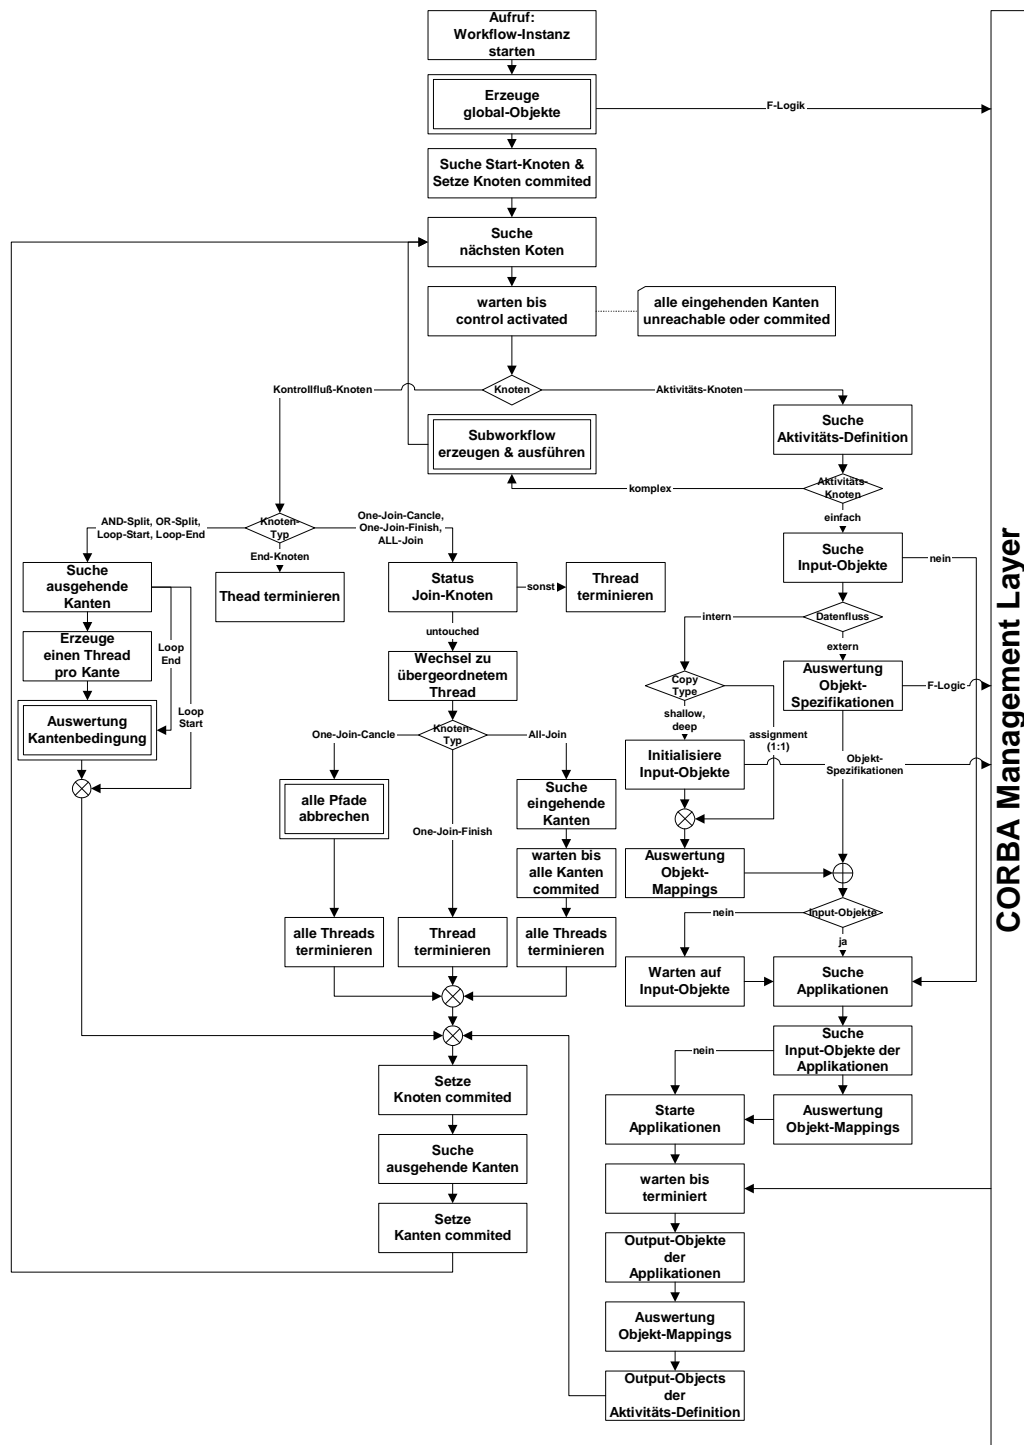 Aufruf:
Workflow-Instanz
starten
Erzeuge
global-Objekte
F-Logik
Suche Start-Knoten &
Setze Knoten commited
Suche
nächsten Koten
warten bis
control activated
alle eingehenden Kanten
unreachable oder commited
Kontrollfluß-Knoten
Knoten
Aktivitäts-Knoten
Suche
Aktivitäts-Definition
Subworkflow
erzeugen & ausführen
komplex
Aktivitäts-
Knoten
einfach
AND-Split, OR-Split,
Loop-Start, Loop-End
Knoten-
Typ
One-Join-Cancle,
One-Join-Finish,
ALL-Join
End-Knoten
Suche
Input-Objekte
nein
Suche
ausgehende
Kanten
Thead terminieren
Status
Join-Knoten
sonst
Thread
terminieren
Datenfluss
intern
extern
untouched
Erzeuge
einen Thread
pro Kante
Loop
End
Wechsel zu
übergeordnetem
Thread
Auswertung
Objekt-
Spezifikationen
F-Logic
Copy
Type
Loop
Start
Auswertung
Kantenbedingung
shallow,
deep
assignment
(1:1)
One-Join-Cancle
Knoten-
Typ
All-Join
Initialisiere
Input-Objekte
Objekt-
Spezifikationen
alle Pfade
abbrechen
Suche
eingehende
Kanten
One-Join-Finish
warten bis
alle Kanten
commited
Auswertung
Objekt-
Mappings
nein
Input-Objekte
ja
alle Threads
terminieren
Thread
terminieren
alle Threads
terminieren
Warten auf
Input-Objekte
Suche
Applikationen
Suche
Input-Objekte der
Applikationen
nein
Setze
Knoten commited
Starte
Applikationen
Auswertung
Objekt-Mappings
Suche
ausgehende Kanten
warten bis
terminiert
Setze
Kanten commited
Output-Objekte
der
Applikationen
Auswertung
Objekt-Mappings
Output-Objects
der
Aktivitäts-Definition
CORBA Management Layer